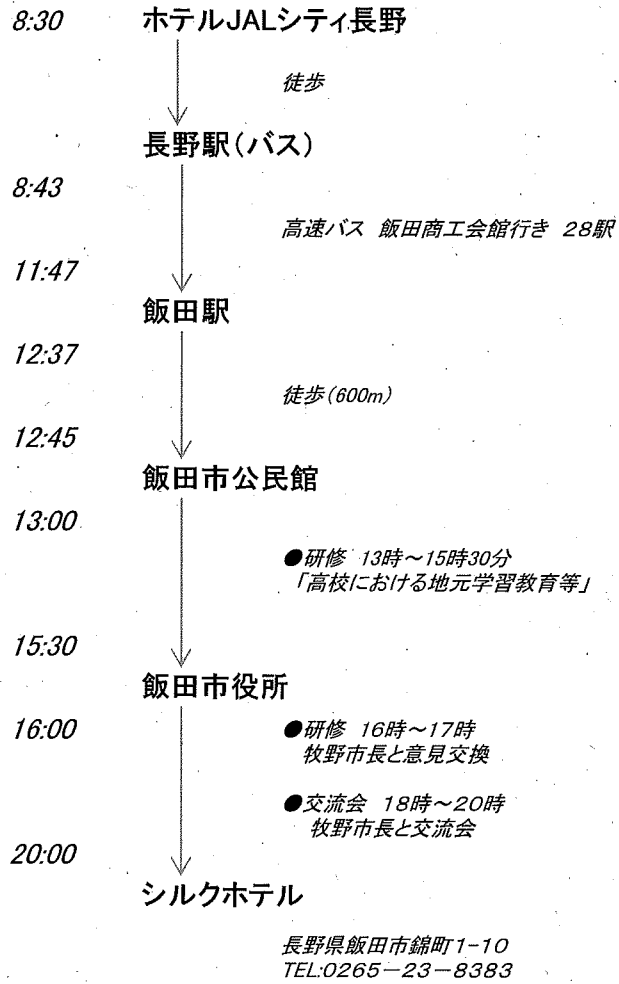 8:30 ホテルJALシティ長野
徒歩
長野駅（バス）
8:43
高速バス 飯田商工会館行き 28駅
11:47
飯田駅
12:37
徒歩（600m）
12:45
飯田市公民館
13:00
●研修 13時～15時30分
「高校における地元学習教育等」
15:30
飯田市役所
16:00 ●研修 16時～17時
牧野市長と意見交換
●交流会 18時～20時
牧野市長と交流会
20:00
シルクホテル
長野県飯田市錦町1-10
TEL:0265－23－8383